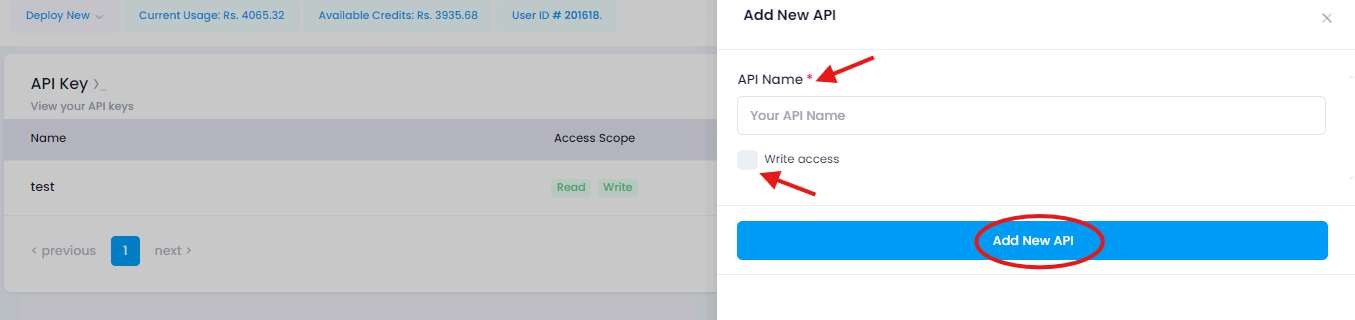 Deploy New
Current Usage: Rs. 4065.32
Available Credits: Rs. 3935.68
User ID # 201618.
API Key >_
View your API keys
Name Access Scope
test Read Write
< previous 1 next >
Add New API
API Name *
Your API Name
Write access
Add New API